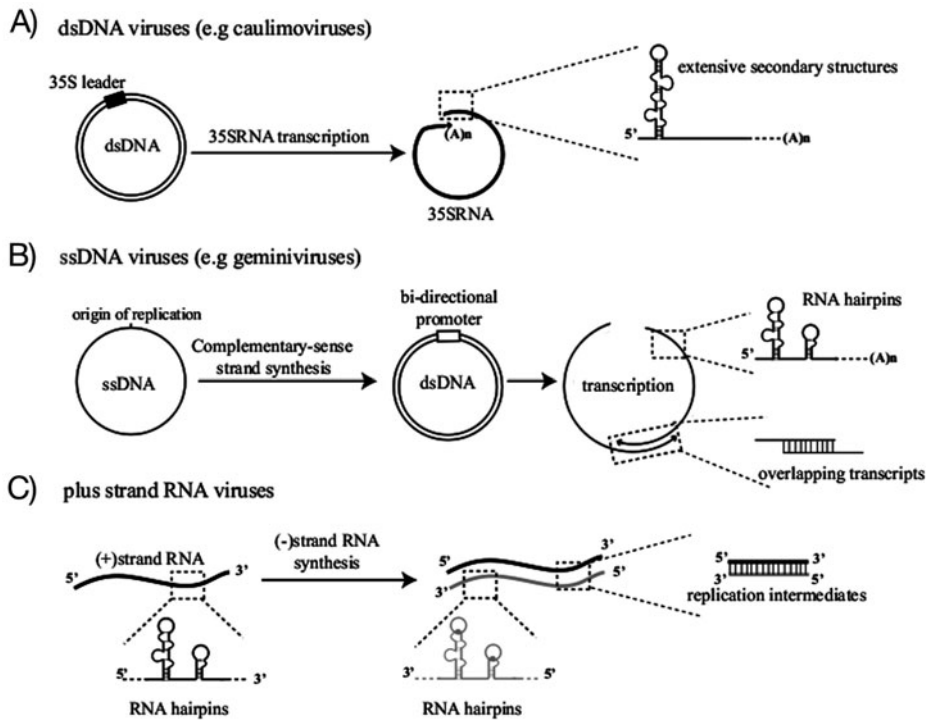 A) dsDNA viruses (e.g caulimoviruses)
35S leader
dsDNA
35SRNA transcription
(A)n
35SRNA
extensive secondary structures
5’
(A)n
B) ssDNA viruses (e.g geminiviruses)
origin of replication
ssDNA
Complementary-sense
strand synthesis
bi-directional
promoter
dsDNA
transcription
RNA hairpins
5’
(A)n
overlapping transcripts
C) plus strand RNA viruses
(+)strand RNA
5’
3’
(-)strand RNA
synthesis
5’
3’
3’
5’
5’ 3’
3’ 5’
replication intermediates
5’
3’
RNA hairpins
5’
3’
RNA hairpins